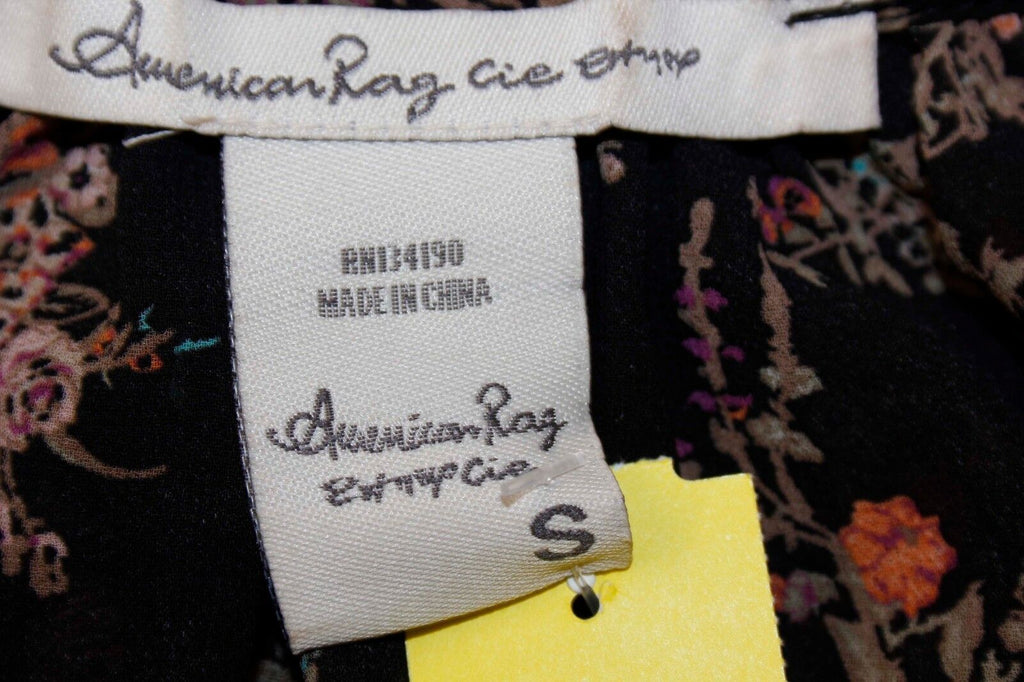 American Rag Cie
RN134190
MADE IN CHINA
American Rag
Cie
S